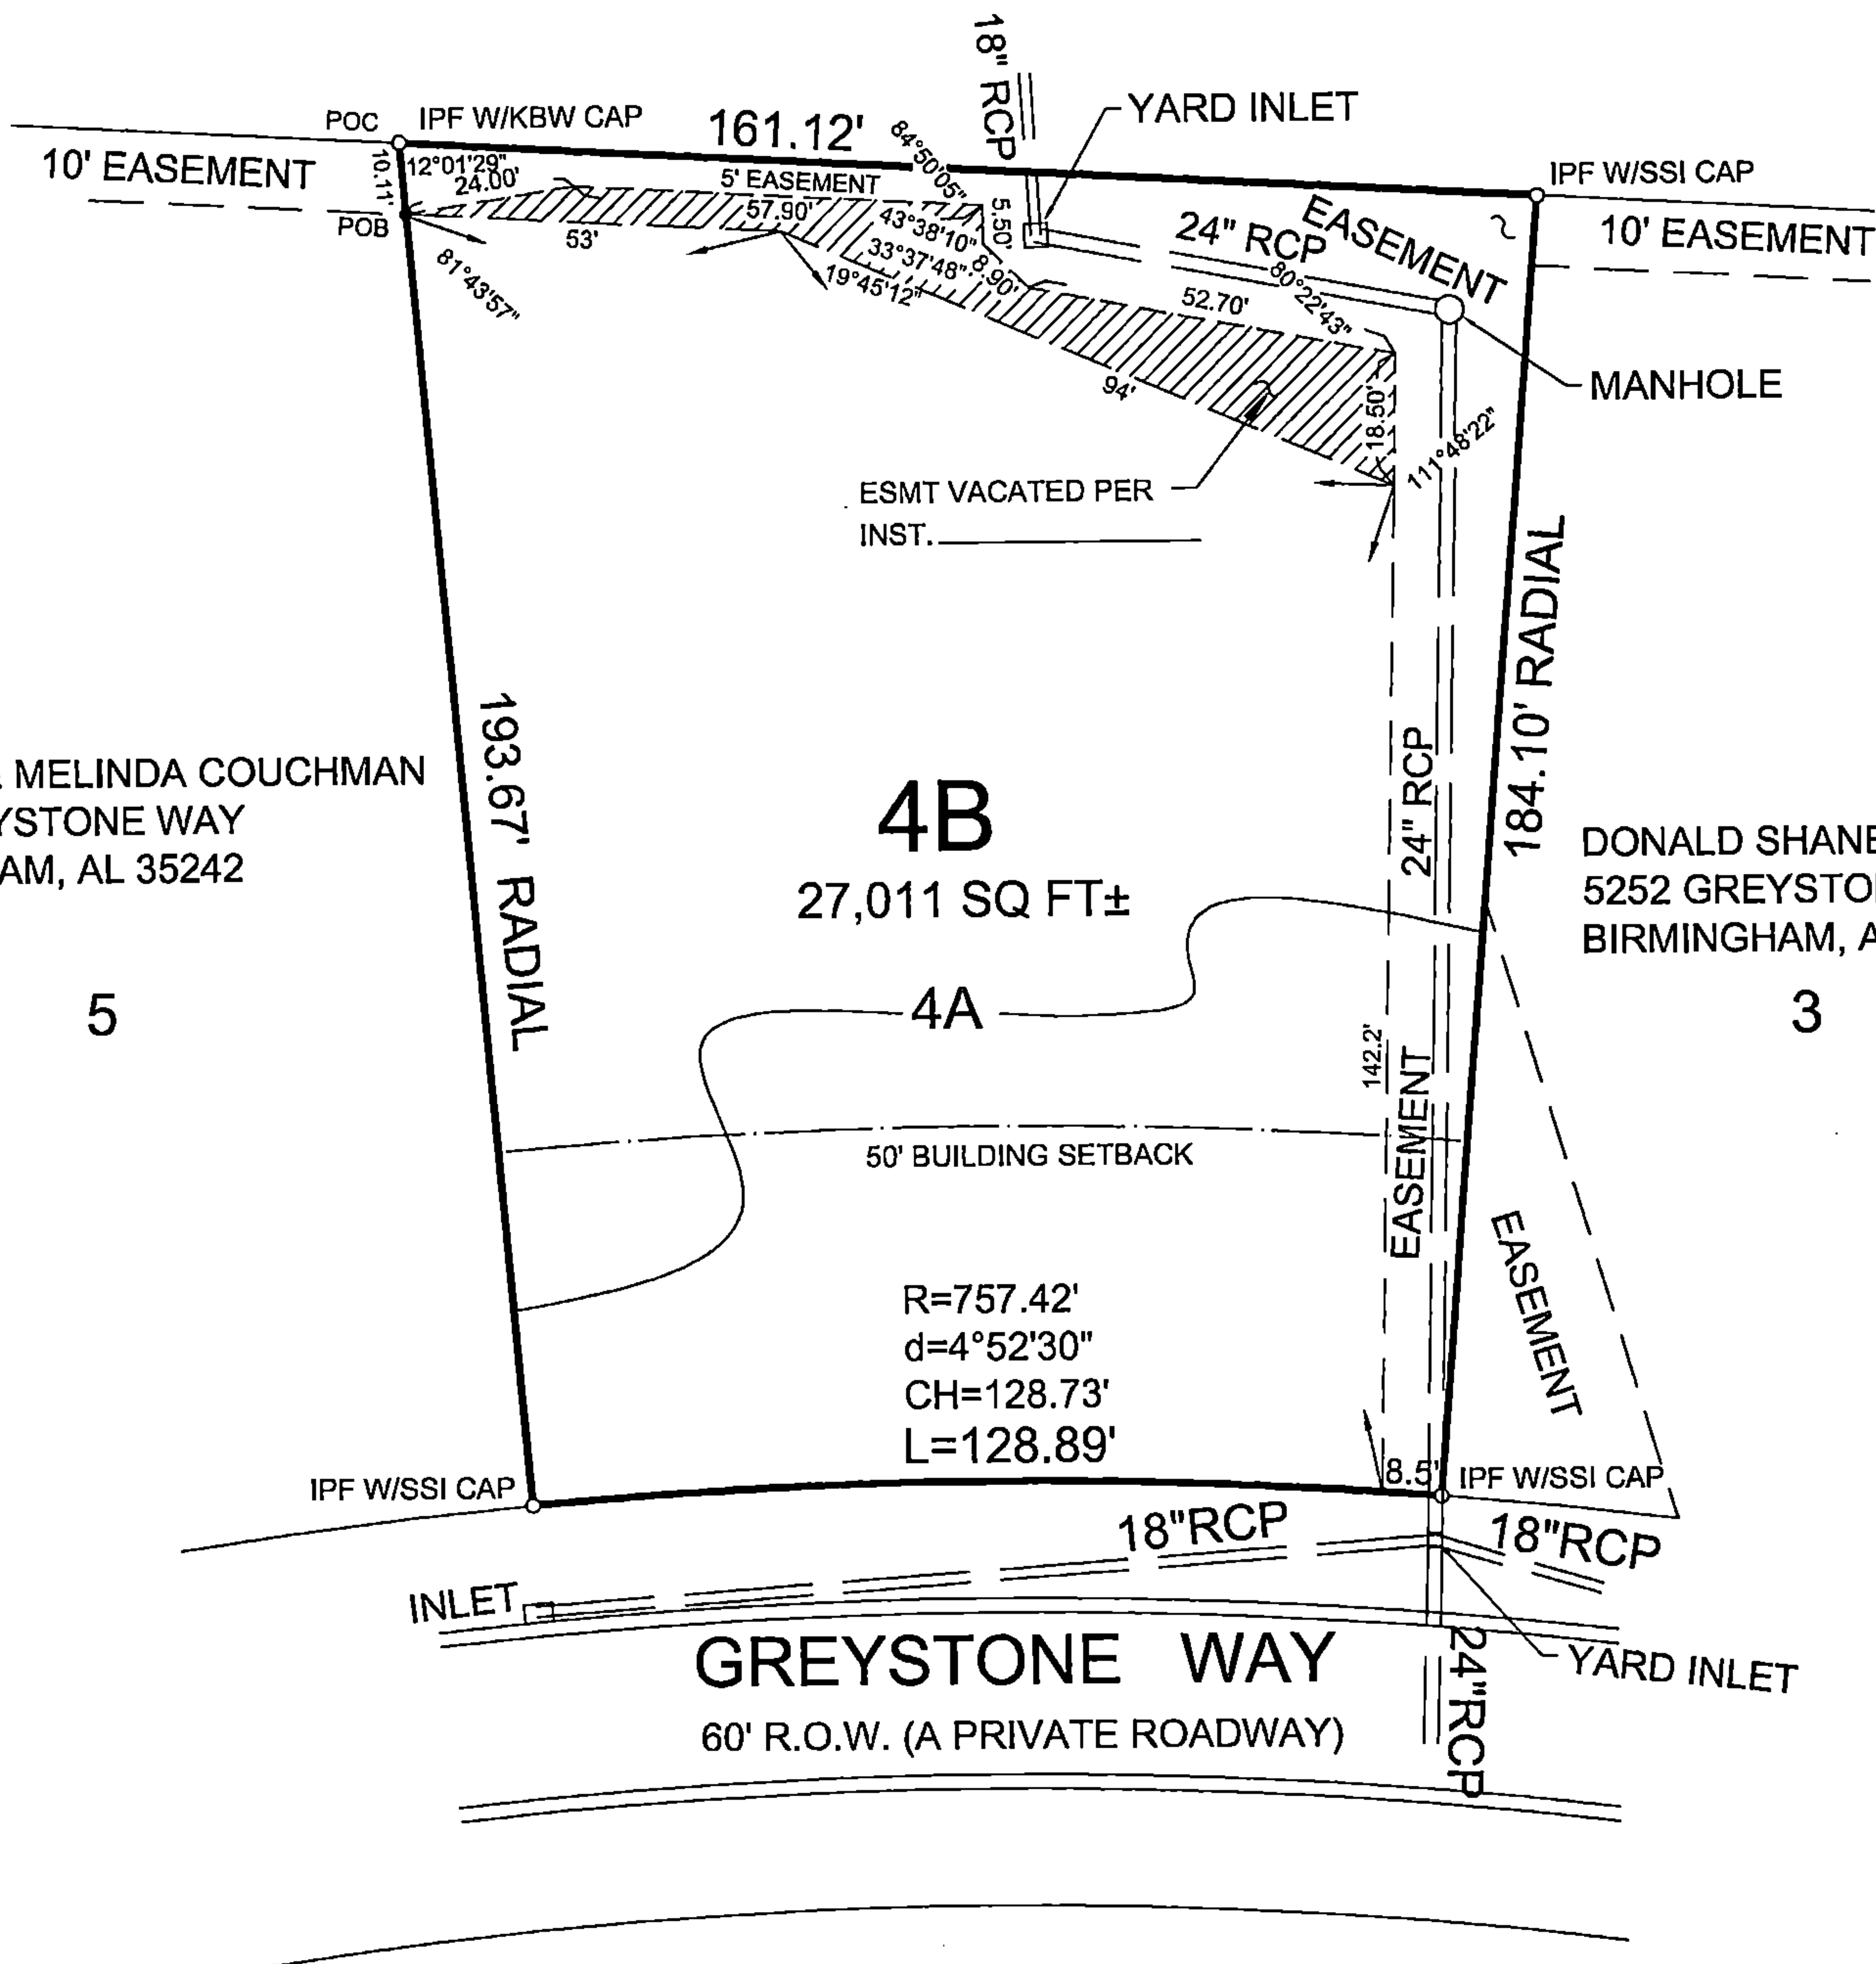 18" RCP
YARD INLET
POC
IPF W/KBW CAP
161.12'
84°50'05"
IPF W/SSI CAP
10' EASEMENT
10.11'
12°01'29"
24.00'
5' EASEMENT
5.50'
EASEMENT
24" RCP
10' EASEMENT
POB
53'
57.90'
43°38'10"
33°37'48"
8.90'
80°22'43"
52.70'
81°43'57"
19°45'12"
94'
18.50'
111°48'22"
MANHOLE
ESMT VACATED PER
INST.
193.67' RADIAL
184.10' RADIAL
MELINDA COUCHMAN
YSTONE WAY
AM, AL 35242
5
4B
27,011 SQ FT±
4A
24" RCP
DONALD SHANE
5252 GREYSTO
BIRMINGHAM, A
3
142.2'
EASEMENT
50' BUILDING SETBACK
EASEMENT
R=757.42'
d=4°52'30"
CH=128.73'
L=128.89'
8.5'
IPF W/SSI CAP
IPF W/SSI CAP
18"RCP
18"RCP
INLET
GREYSTONE WAY
24"RCP
YARD INLET
60' R.O.W. (A PRIVATE ROADWAY)